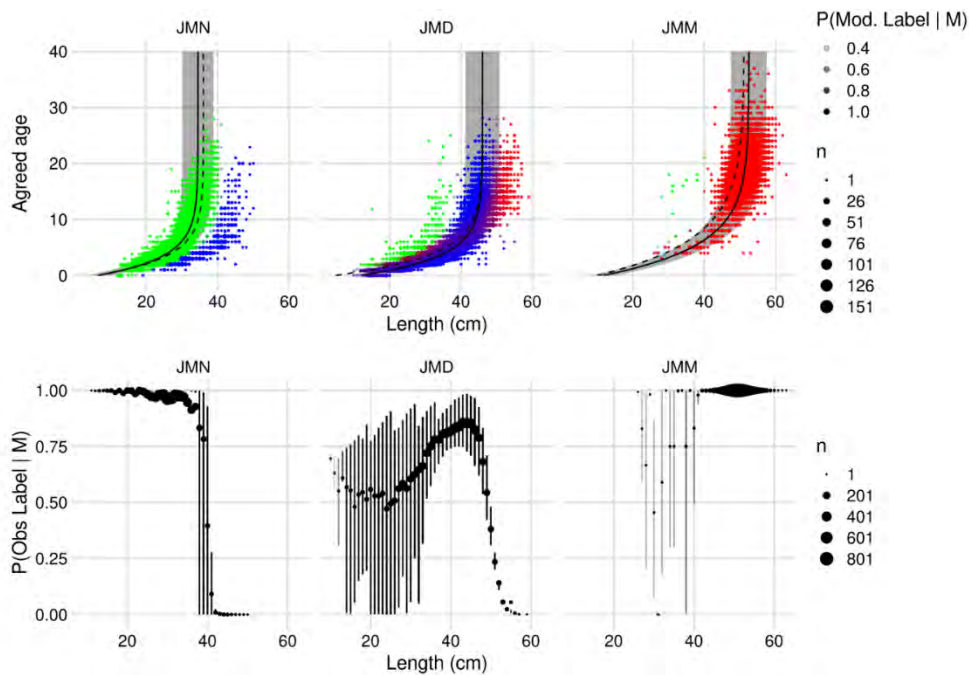 JMN JMD JMM
Agreed age
40
30
20
10
0
20 40 60 20 40 60 20 40 60
Length (cm)
P(Mod. Label | M)
0.4
0.6
0.8
1.0
n
1
26
51
76
101
126
151
JMN JMD JMM
P(Obs Label | M)
1.00
0.75
0.50
0.25
0.00
20 40 60 20 40 60 20 40 60
Length (cm)
n
1
201
401
601
801